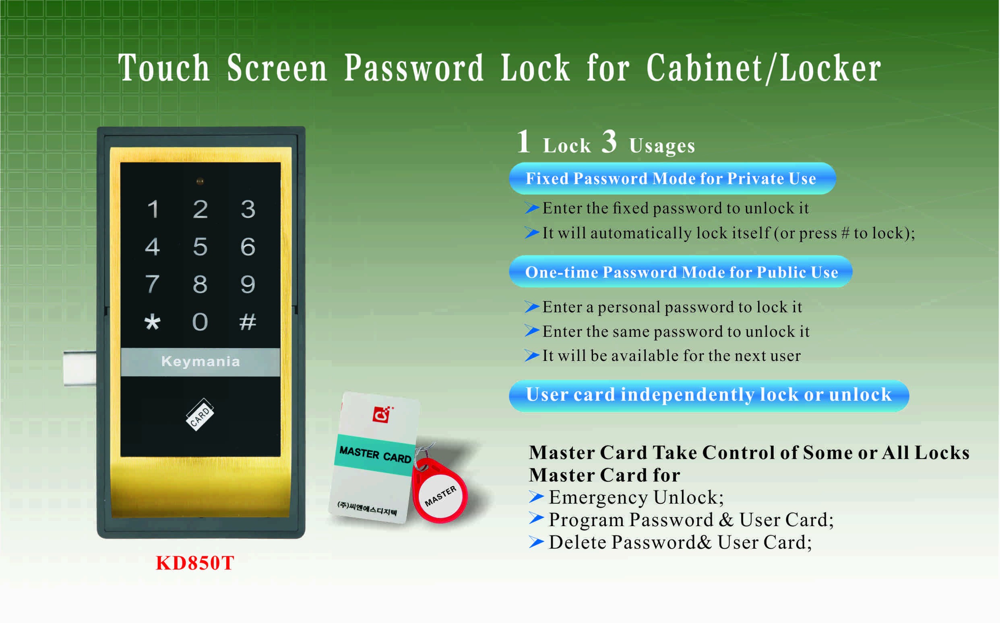 Touch Screen Password Lock for Cabinet/Locker
1 Lock 3 Usages
Fixed Password Mode for Private Use
Enter the fixed password to unlock it
It will automatically lock itself (or press # to lock);
One-time Password Mode for Public Use
Enter a personal password to lock it
Enter the same password to unlock it
It will be available for the next user
User card independently lock or unlock
Master Card Take Control of Some or All Locks
Master Card for
Emergency Unlock;
Program Password & User Card;
Delete Password& User Card;
1 2 3
4 5 6
7 8 9
* 0 #
Keymania
CARD
KD850T
CS
MASTER CARD
(주)씨앤에스디지텍
MASTER